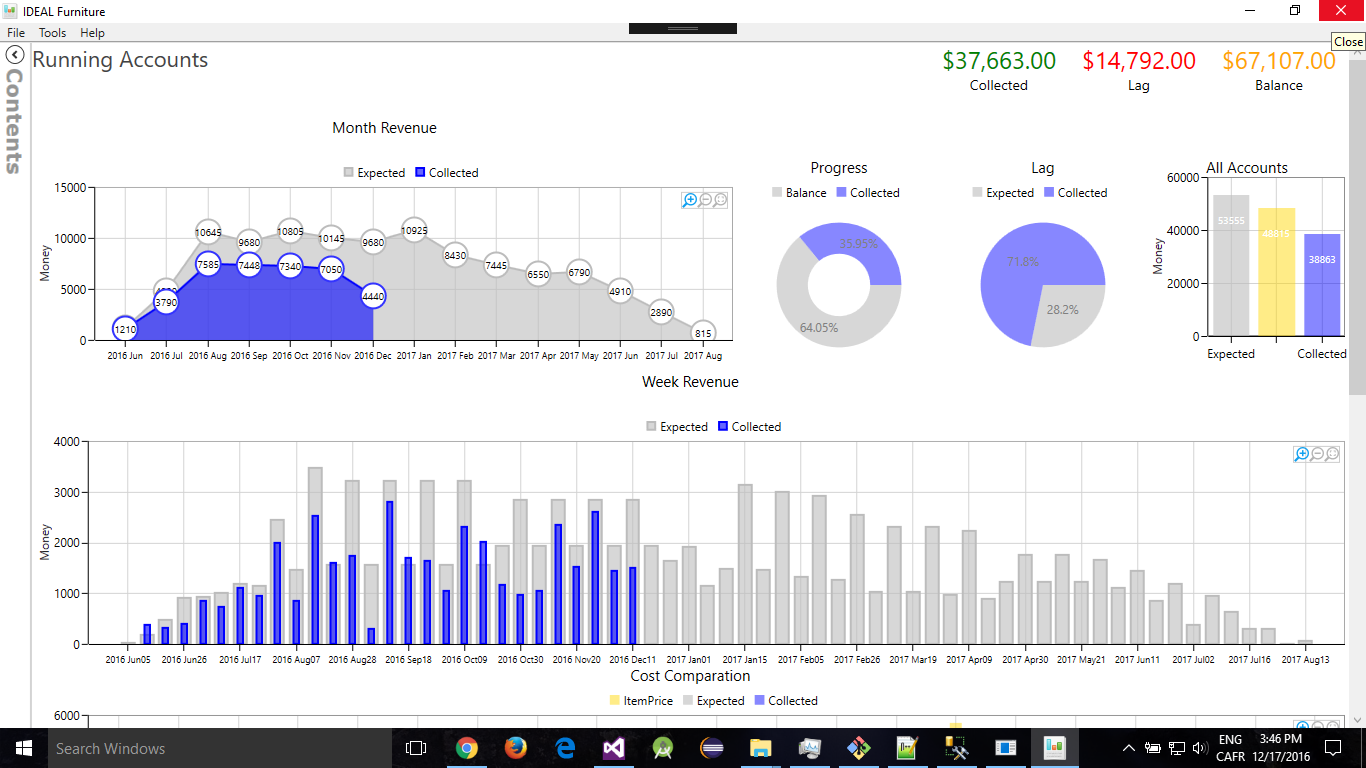 IDEAL Furniture
File Tools Help
Close
Contents
Running Accounts
$37,663.00 $14,792.00 $67,107.00
Collected Lag Balance
Month Revenue
Expected Collected
15000
10000
5000
0
Money
10645 9680 10805 10145 9680 10925 8430 7445 6550 6790 4910 2890 815
1210 3790 7585 7448 7340 7050 4440
2016 Jun 2016 Jul 2016 Aug 2016 Sep 2016 Oct 2016 Nov 2016 Dec 2017 Jan 2017 Feb 2017 Mar 2017 Apr 2017 May 2017 Jun 2017 Jul 2017 Aug
Progress
Balance Collected
35.95%
64.05%
Lag
Expected Collected
71.8%
28.2%
All Accounts
60000
40000
20000
0
Money
53555 38863
Expected Collected
Week Revenue
Expected Collected
4000
3000
2000
1000
0
Money
2016 Jun05 2016 Jun26 2016 Jul17 2016 Aug07 2016 Aug28 2016 Sep18 2016 Oct09 2016 Oct30 2016 Nov20 2016 Dec11 2017 Jan01 2017 Jan15 2017 Feb05 2017 Feb26 2017 Mar19 2017 Apr09 2017 Apr30 2017 May21 2017 Jun11 2017 Jul02 2017 Jul16 2017 Aug13
Cost Comparation
ItemPrice Expected Collected
6000
Search Windows
ENG
CAFR
3:46 PM
12/17/2016